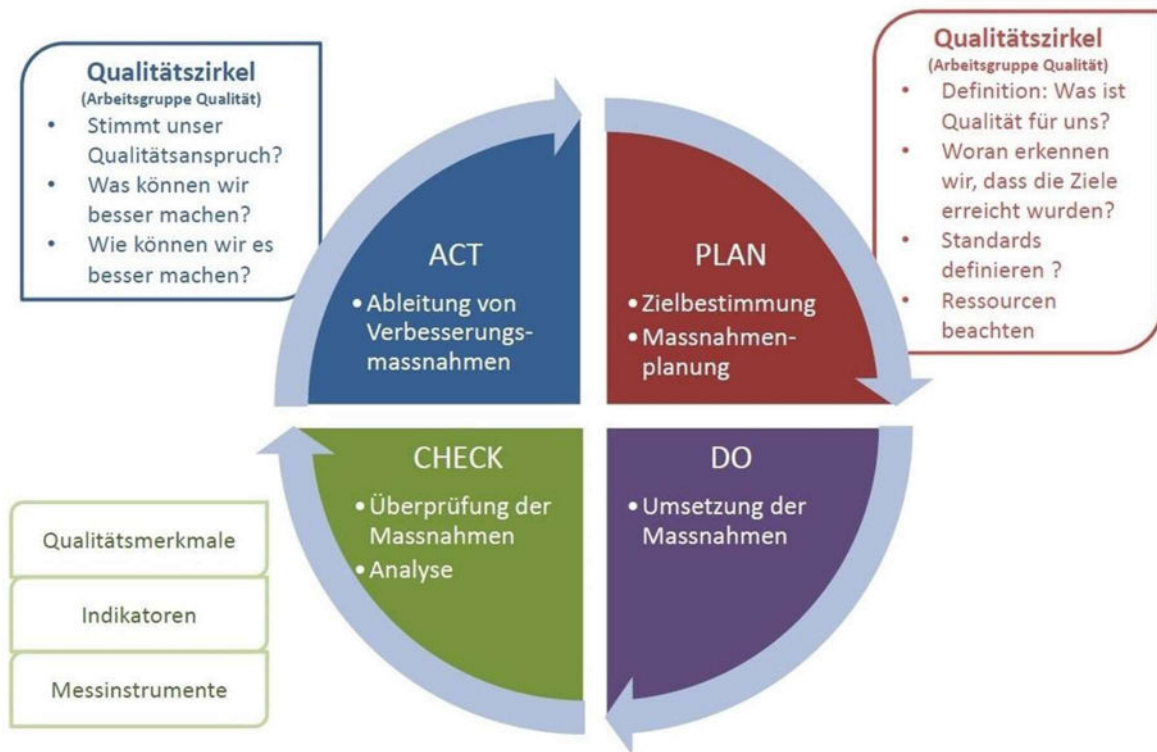 Qualitätszirkel
(Arbeitsgruppe Qualität)
• Stimmt unser
Qualitätsanspruch?
• Was können wir
besser machen?
• Wie können wir es
besser machen?
Qualitätszirkel
(Arbeitsgruppe Qualität)
• Definition: Was ist
Qualität für uns?
• Woran erkennen
wir, dass die Ziele
erreicht wurden?
• Standards
definieren ?
• Ressourcen
beachten
ACT
• Ableitung von
Verbesserungs-
massnahmen
PLAN
• Zielbestimmung
• Massnahmen-
planung
CHECK
• Überprüfung der
Massnahmen
• Analyse
DO
• Umsetzung der
Massnahmen
Qualitätsmerkmale
Indikatoren
Messinstrumente